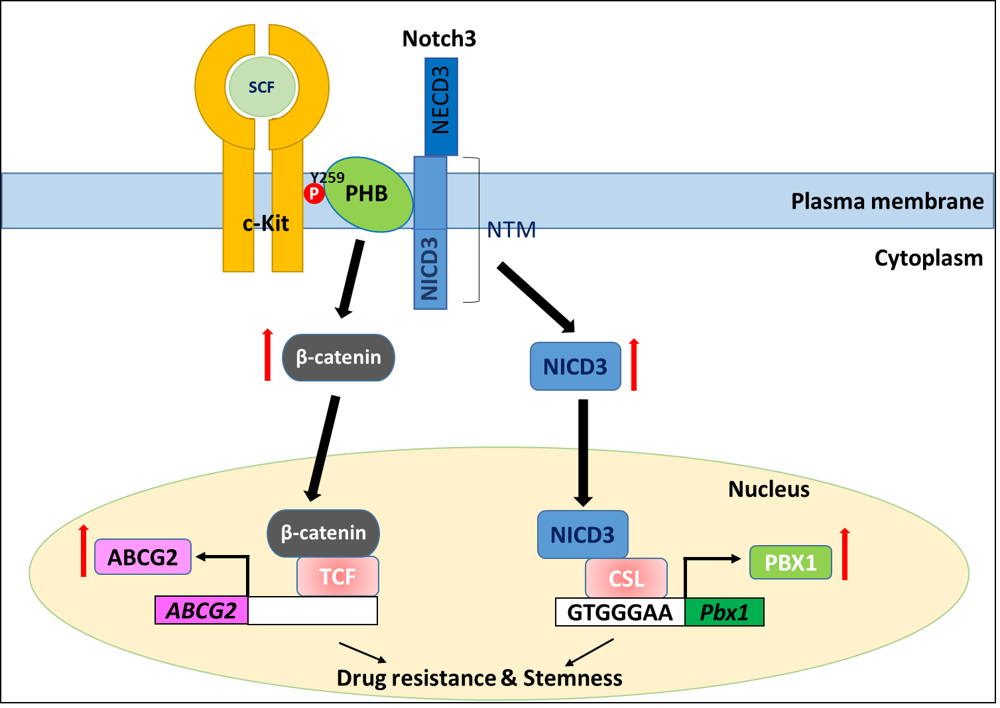 Notch3
NECD3
SCF
Y259
P
PHB
c-Kit
Plasma membrane
NTM
NICD3
Cytoplasm
β-catenin
NICD3
Nucleus
β-catenin
NICD3
ABCG2
TCF
CSL
PBX1
ABCG2
GTGGGAA
Pbx1
Drug resistance & Stemness